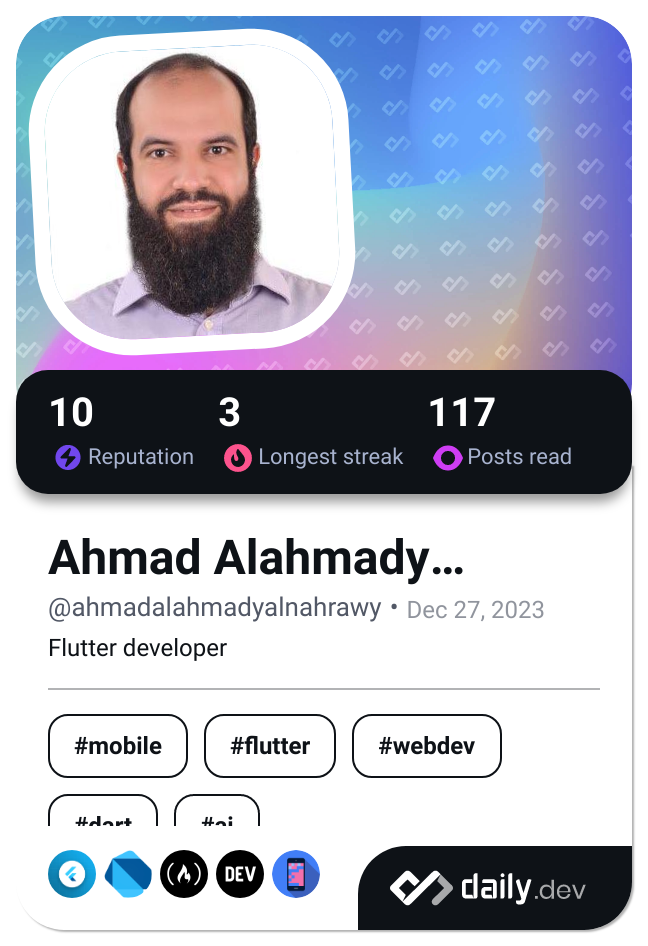 10 3 117
Reputation Longest streak Posts read
Ahmad Alahmady…
@ahmadalahmadyalnahrawy • Dec 27, 2023
Flutter developer
#mobile #flutter #webdev
#dart #ai
DEV
daily.dev